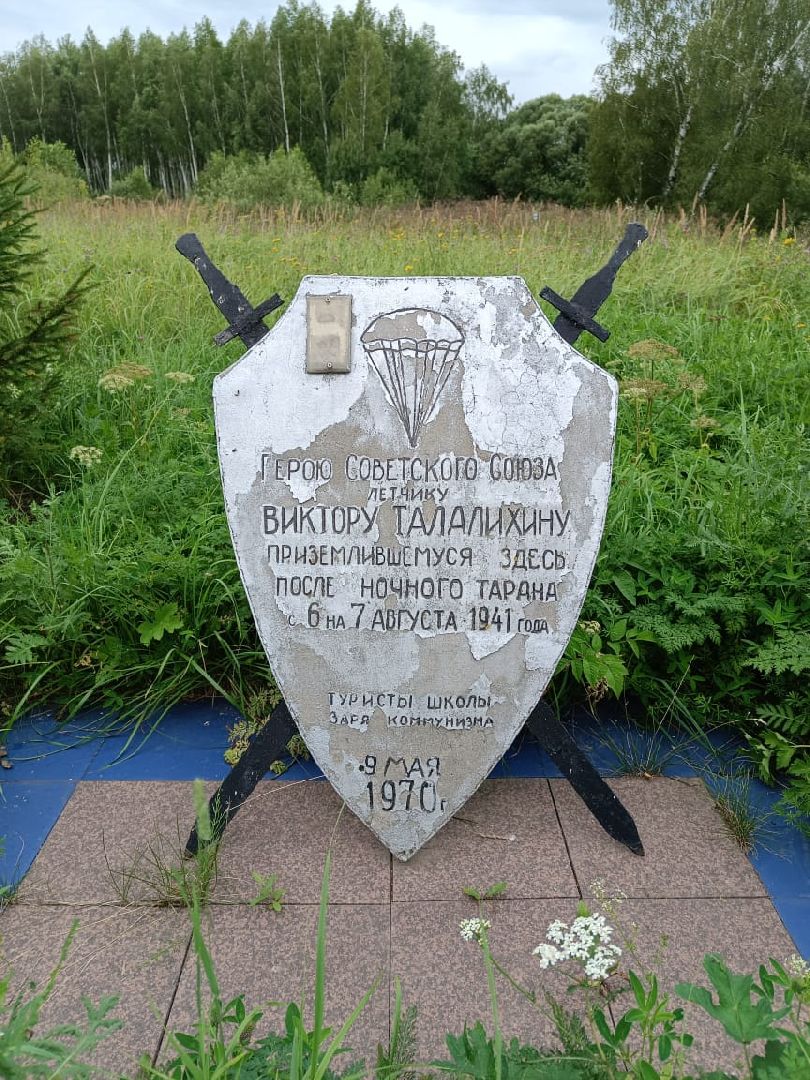 Герою Советского Союза
летчику
Виктору Талалихину
приземлившемуся здесь
после ночного тарана
с 6 на 7 августа 1941 года
туристы школы
Заря коммунизма
9 мая
1970г